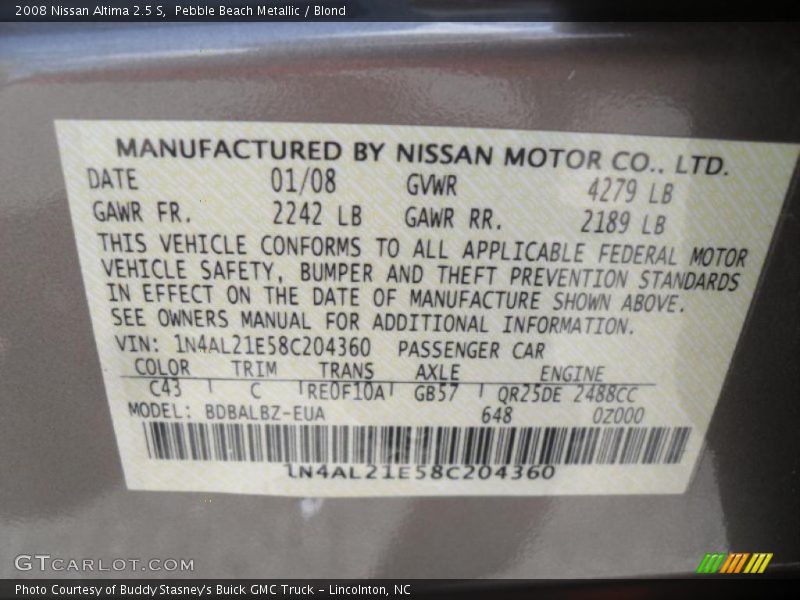 2008 Nissan Altima 2.5 S, Pebble Beach Metallic / Blond
MANUFACTURED BY NISSAN MOTOR CO., LTD.
DATE 01/08 GVWR 4279 LB
GAWR FR. 2242 LB GAWR RR. 2189 LB
THIS VEHICLE CONFORMS TO ALL APPLICABLE FEDERAL MOTOR
VEHICLE SAFETY, BUMPER AND THEFT PREVENTION STANDARDS
IN EFFECT ON THE DATE OF MANUFACTURE SHOWN ABOVE.
SEE OWNERS MANUAL FOR ADDITIONAL INFORMATION.
VIN: 1N4AL21E58C204360 PASSENGER CAR
COLOR TRIM TRANS AXLE ENGINE
C43 C RE0F10A GB57 QR25DE 2488CC
MODEL: BDBALBZ-EUA 648 0Z000
1N4AL21E58C204360
GTCARLOT.COM
Photo Courtesy of Buddy Stasney's Buick GMC Truck - Lincolnton, NC